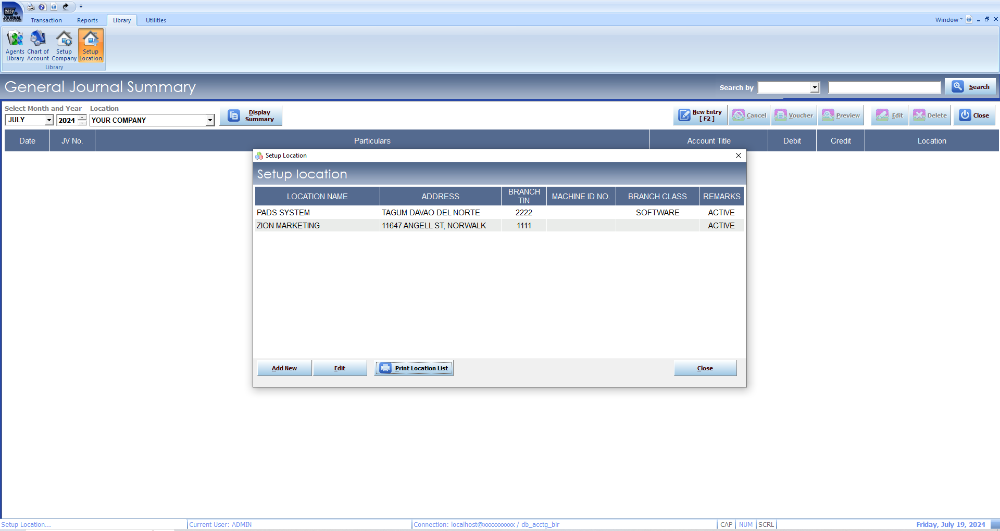 easy
JOURNAL
Transaction
Reports
Library
Utilities
Window
Agents Library
Chart of Account
Setup Company
Setup Location
Library
General Journal Summary
Search by
Search
Select Month and Year
Location
JULY
2024
YOUR COMPANY
Display Summary
New Entry [ F2 ]
Cancel
Voucher
Preview
Edit
Delete
Close
Date
JV No.
Particulars
Account Title
Debit
Credit
Location
Setup Location
Setup location
LOCATION NAME
ADDRESS
BRANCH TIN
MACHINE ID NO.
BRANCH CLASS
REMARKS
PADS SYSTEM
TAGUM DAVAO DEL NORTE
2222
SOFTWARE
ACTIVE
ZION MARKETING
11647 ANGELL ST, NORWALK
1111
ACTIVE
Add New
Edit
Print Location List
Close
Setup Location...
Current User: ADMIN
Connection: localhost@xxxxxxxxxx / db_acctg_bir
CAP
NUM
SCRL
Friday, July 19, 2024